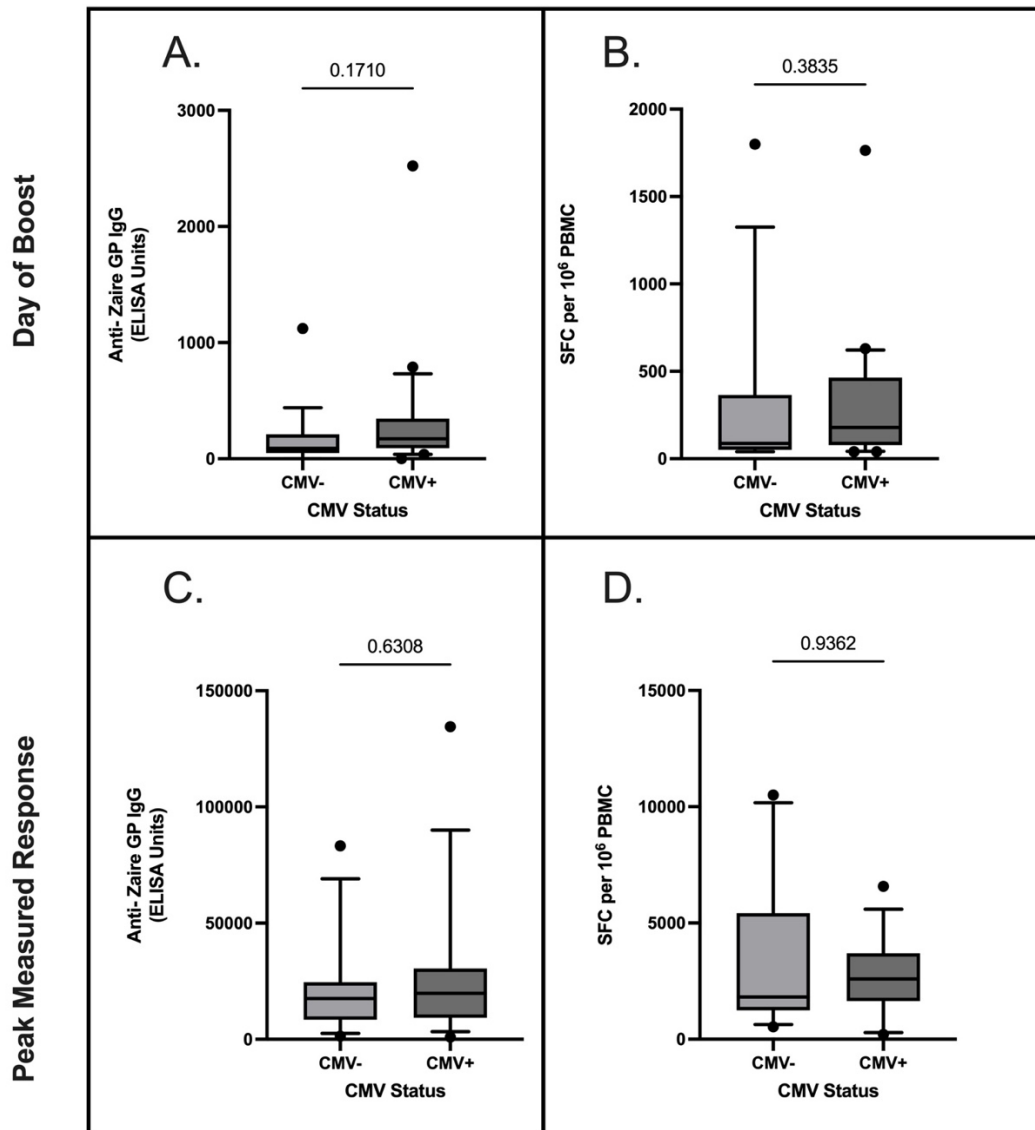 Day of Boost
A.
0.1710
3000
2000
1000
0
Anti- Zaire GP IgG
(ELISA Units)
CMV-
CMV+
CMV Status
B.
0.3835
2000
1500
1000
500
0
SFC per 10⁶ PBMC
CMV-
CMV+
CMV Status
Peak Measured Response
C.
0.6308
150000
100000
50000
0
Anti- Zaire GP IgG
(ELISA Units)
CMV-
CMV+
CMV Status
D.
0.9362
15000
10000
5000
0
SFC per 10⁶ PBMC
CMV-
CMV+
CMV Status